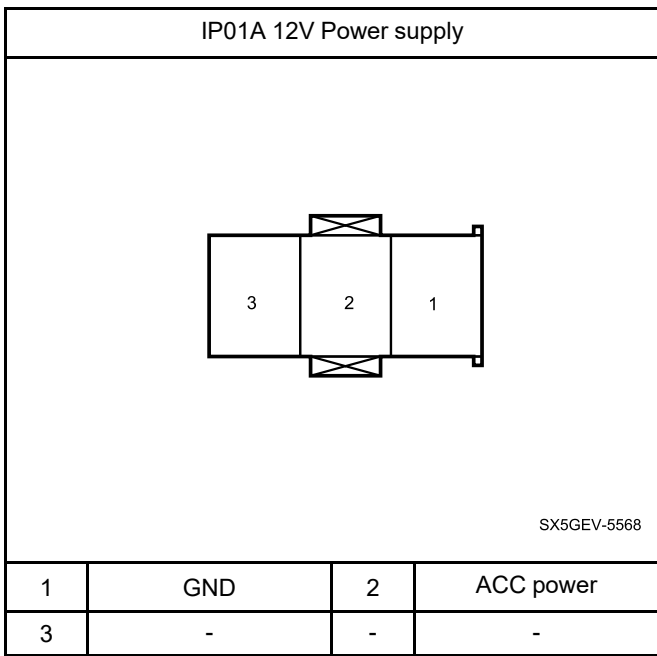 IP01A 12V Power supply
3 2 1
SX5GEV-5568
1 GND 2 ACC power
3 - - -